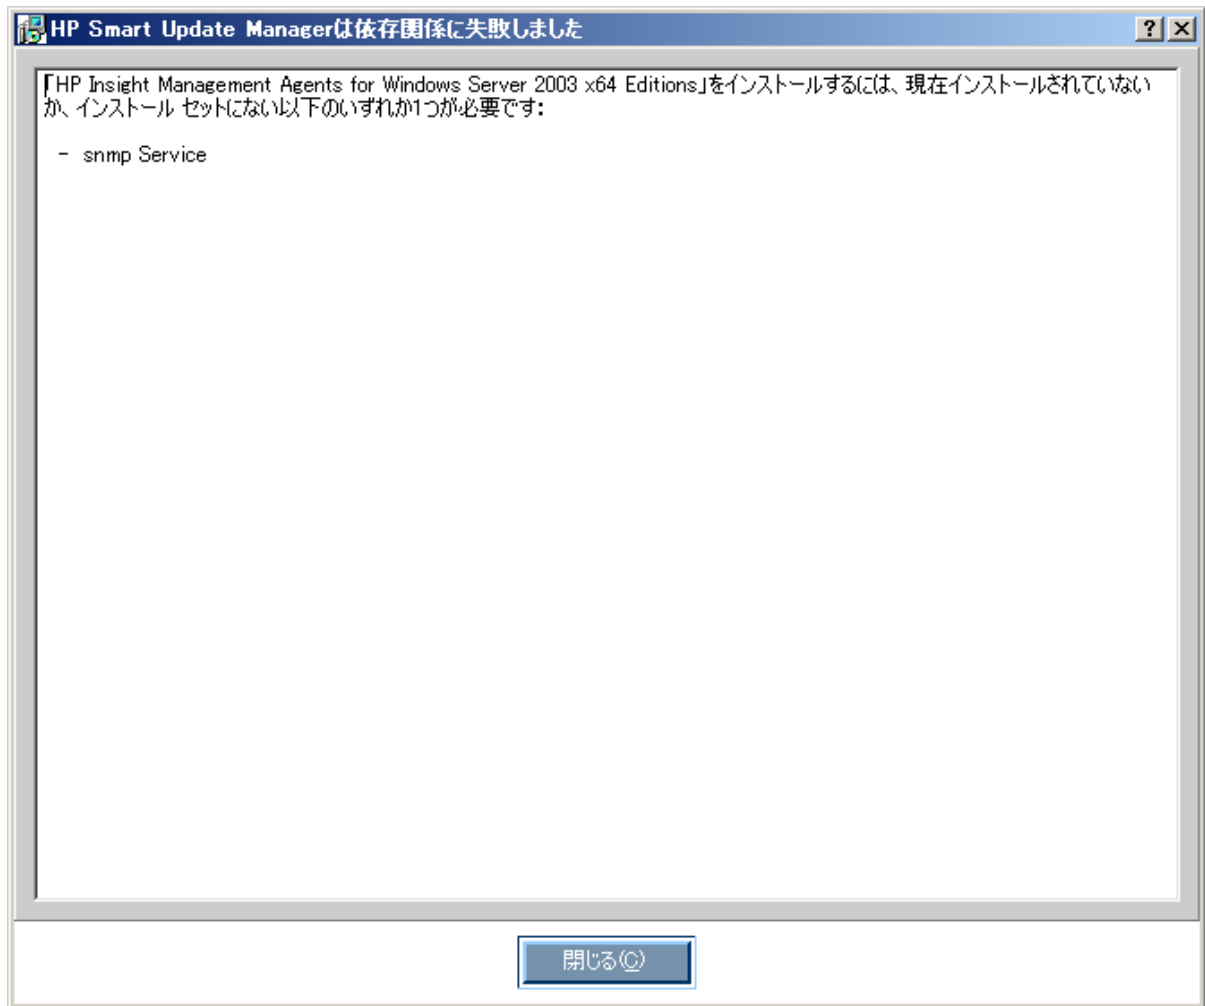 HP Smart Update Managerは依存関係に失敗しました
「HP Insight Management Agents for Windows Server 2003 x64 Editions」をインストールするには、現在インストールされていない
か、インストール セットにない以下のいずれか1つが必要です:
- snmp Service
閉じる(C)